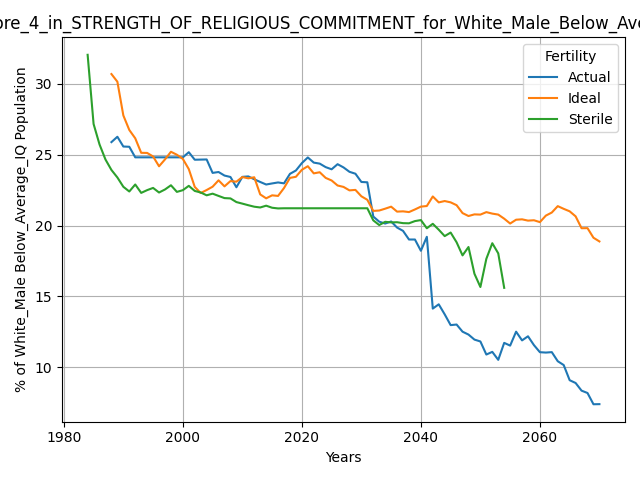 ore_4_in_STRENGTH_OF_RELIGIOUS_COMMITMENT_for_White_Male_Below_Ave
Fertility
Actual
Ideal
Sterile
% of White_Male Below_Average_IQ Population
30
25
20
15
10
1980
2000
2020
2040
2060
Years